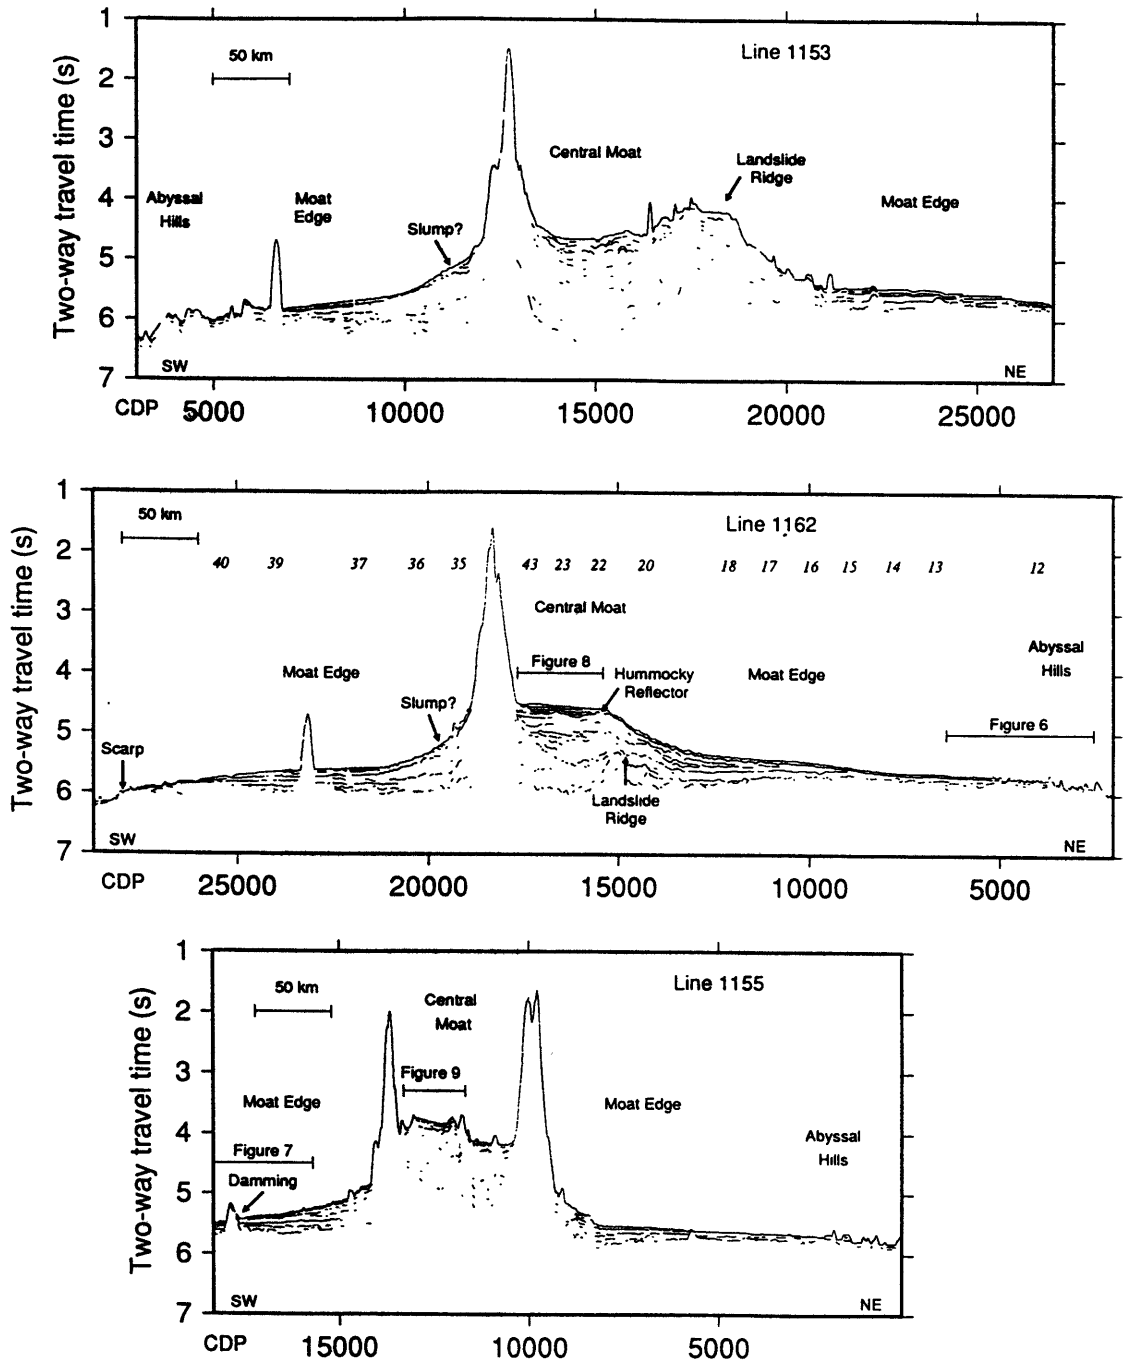 Line 1153
50 km
Two-way travel time (s)
1
2
3
4
5
6
7
Central Moat
Landslide
Ridge
Abyssal
Hills
Moat
Edge
Moat Edge
Slump?
SW
NE
CDP 5000 10000 15000 20000 25000
Line 1162
50 km
Two-way travel time (s)
1
2
3
4
5
6
7
40 39 37 36 35 43 23 22 20 18 17 16 15 14 13 12
Central Moat
Abyssal
Hills
Moat Edge
Figure 8
Hummocky
Reflector
Moat Edge
Slump?
Figure 6
Scarp
Landslide
Ridge
SW
NE
CDP 25000 20000 15000 10000 5000
Line 1155
50 km
Two-way travel time (s)
1
2
3
4
5
6
7
Central
Moat
Figure 9
Moat Edge
Moat Edge
Abyssal
Hills
Figure 7
Damming
SW
NE
CDP 15000 10000 5000